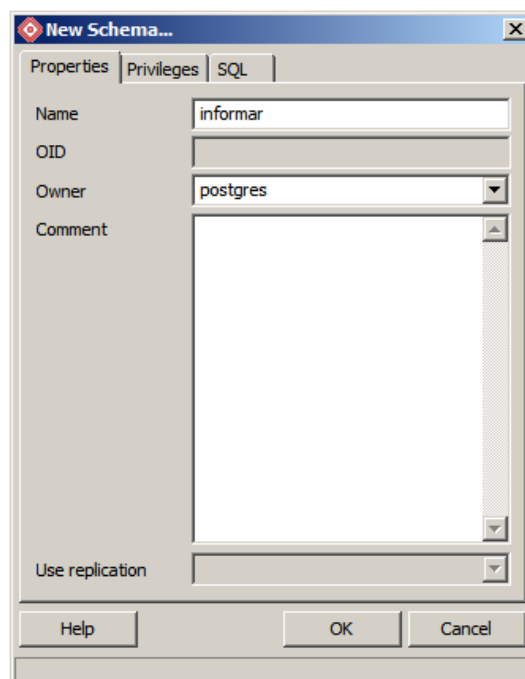 New Schema...
Properties Privileges SQL
Name informar
OID
Owner postgres
Comment
Use replication
Help OK Cancel